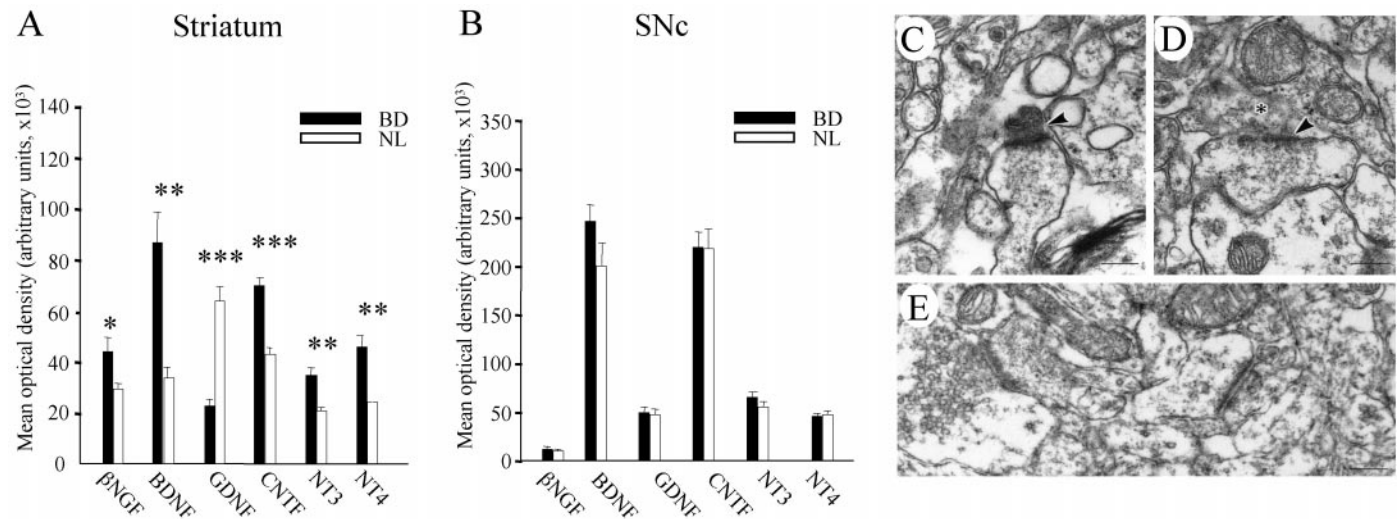 A
Striatum
Mean optical density (arbitrary units, x10³)
140
120
100
80
60
40
20
0
BD
NL
*
**
***
***
**
**
βNGF
BDNF
GDNF
CNTF
NT3
NT4
B
SNc
Mean optical density (arbitrary units, x10³)
350
300
250
200
150
100
50
0
BD
NL
βNGF
BDNF
GDNF
CNTF
NT3
NT4
C
D
*
E